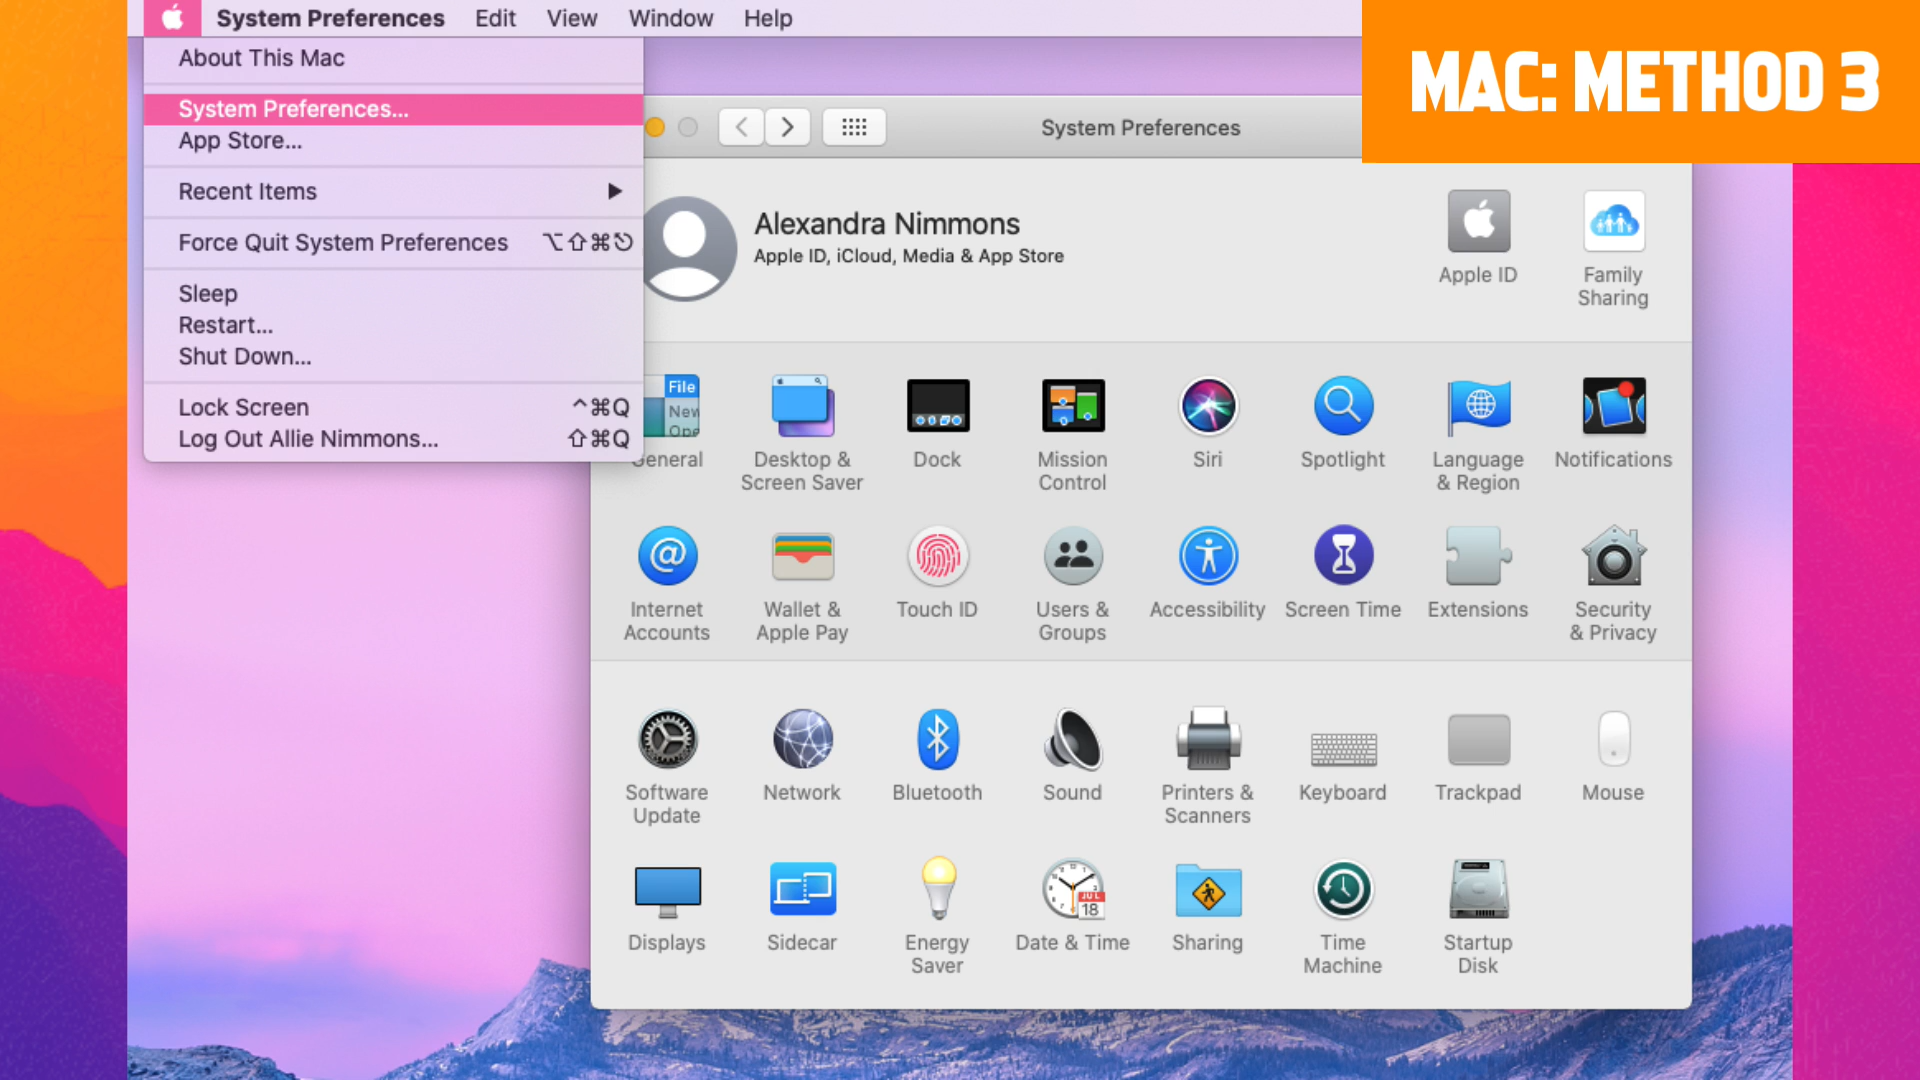 System Preferences Edit View Window Help
MAC: METHOD 3
About This Mac
System Preferences...
App Store...
Recent Items
Force Quit System Preferences ⌥⇧⌘⎋
Sleep
Restart...
Shut Down...
Lock Screen ^⌘Q
Log Out Allie Nimmons... ⇧⌘Q
System Preferences
Alexandra Nimmons
Apple ID, iCloud, Media & App Store
Apple ID
Family
Sharing
File
New
Ope
General
Desktop &
Screen Saver
Dock
Mission
Control
Siri
Spotlight
Language
& Region
Notifications
Internet
Accounts
Wallet &
Apple Pay
Touch ID
Users &
Groups
Accessibility
Screen Time
Extensions
Security
& Privacy
Software
Update
Network
Bluetooth
Sound
Printers &
Scanners
Keyboard
Trackpad
Mouse
Displays
Sidecar
Energy
Saver
JUL
18
Date & Time
Sharing
Time
Machine
Startup
Disk